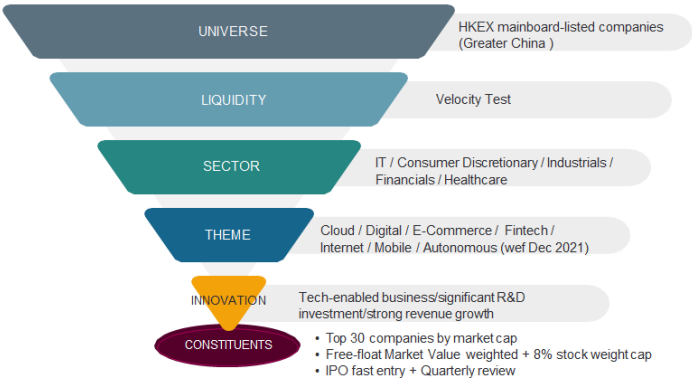 UNIVERSE
HKEX mainboard-listed companies
(Greater China )
LIQUIDITY
Velocity Test
SECTOR
IT / Consumer Discretionary / Industrials /
Financials / Healthcare
THEME
Cloud / Digital / E-Commerce / Fintech /
Internet / Mobile / Autonomous (wef Dec 2021)
INNOVATION
Tech-enabled business/significant R&D
investment/strong revenue growth
CONSTITUENTS
• Top 30 companies by market cap
• Free-float Market Value weighted + 8% stock weight cap
• IPO fast entry + Quarterly review